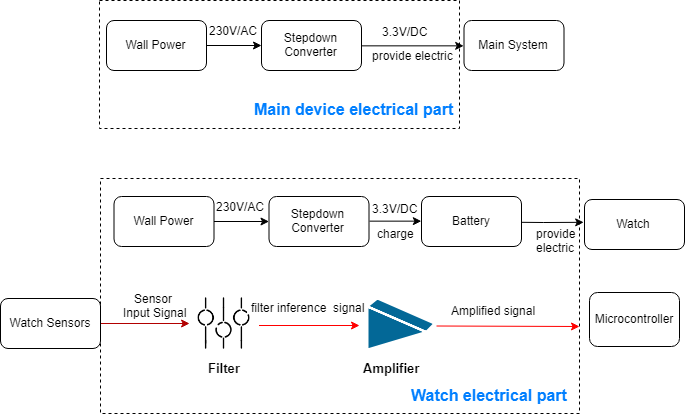 230V/AC
3.3V/DC
Wall Power
Stepdown
Converter
Main System
provide electric
Main device electrical part
230V/AC
3.3V/DC
Wall Power
Stepdown
Converter
Battery
Watch
charge
provide
electric
Sensor
Input Signal
filter inference signal
Amplified signal
Watch Sensors
Microcontroller
Filter
Amplifier
Watch electrical part